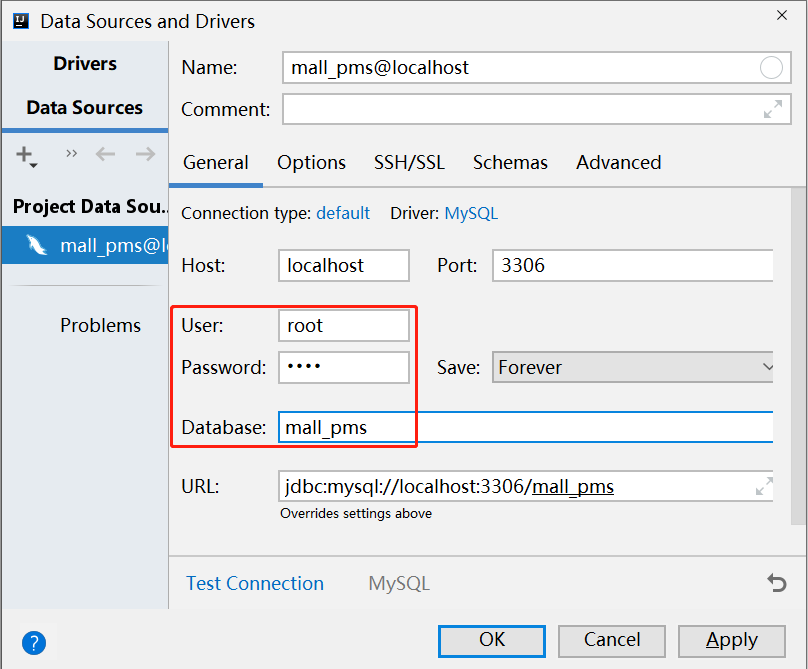 IJ Data Sources and Drivers
Drivers
Data Sources
Project Data Sou..
mall_pms@l
Problems
Name: mall_pms@localhost
Comment:
General Options SSH/SSL Schemas Advanced
Connection type: default Driver: MySQL
Host: localhost Port: 3306
User: root
Password: •••• Save: Forever
Database: mall_pms
URL: jdbc:mysql://localhost:3306/mall_pms
Overrides settings above
Test Connection MySQL
? OK Cancel Apply